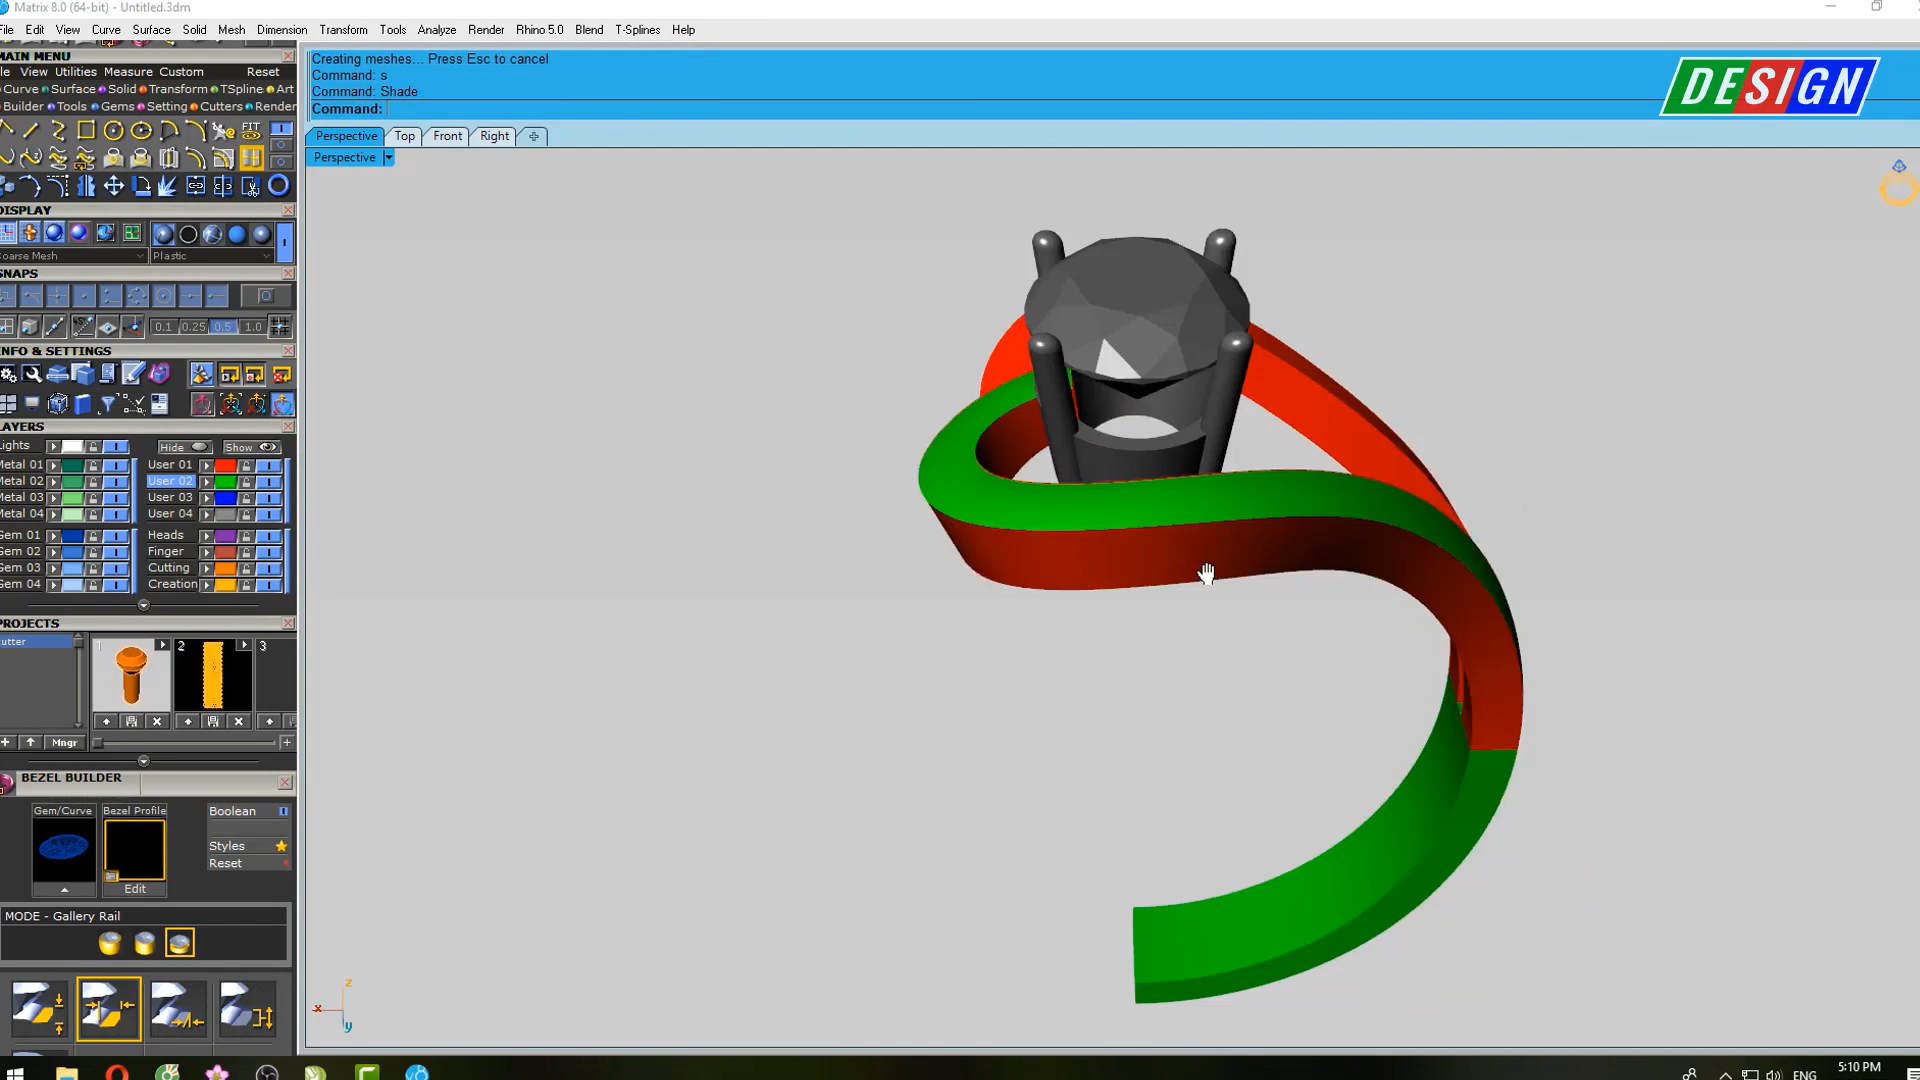 Matrix 8.0 (64-bit) - Untitled.3dm
File Edit View Curve Surface Solid Mesh Dimension Transform Tools Analyze Render Rhino 5.0 Blend T-Splines Help
MAIN MENU
le View Utilities Measure Custom Reset
Curve Surface Solid Transform TSpline Art
Builder Tools Gems Setting Cutters Render
FIT
DISPLAY
oarse Mesh Plastic
SNAPS
0.1 0.25 0.5 1.0
NFO & SETTINGS
LAYERS
ights Hide Show
Metal 01 User 01
Metal 02 User 02
Metal 03 User 03
Metal 04 User 04
Gem 01 Heads
Gem 02 Finger
Gem 03 Cutting
Gem 04 Creation
PROJECTS
utter
1 2 3
Mngr
BEZEL BUILDER
Gem/Curve Bezel Profile Boolean
Styles
Reset
Edit
MODE - Gallery Rail
Creating meshes... Press Esc to cancel
Command: s
Command: Shade
Command:
DESIGN
Perspective Top Front Right
Perspective
z
x
y
ENG
5:10 PM